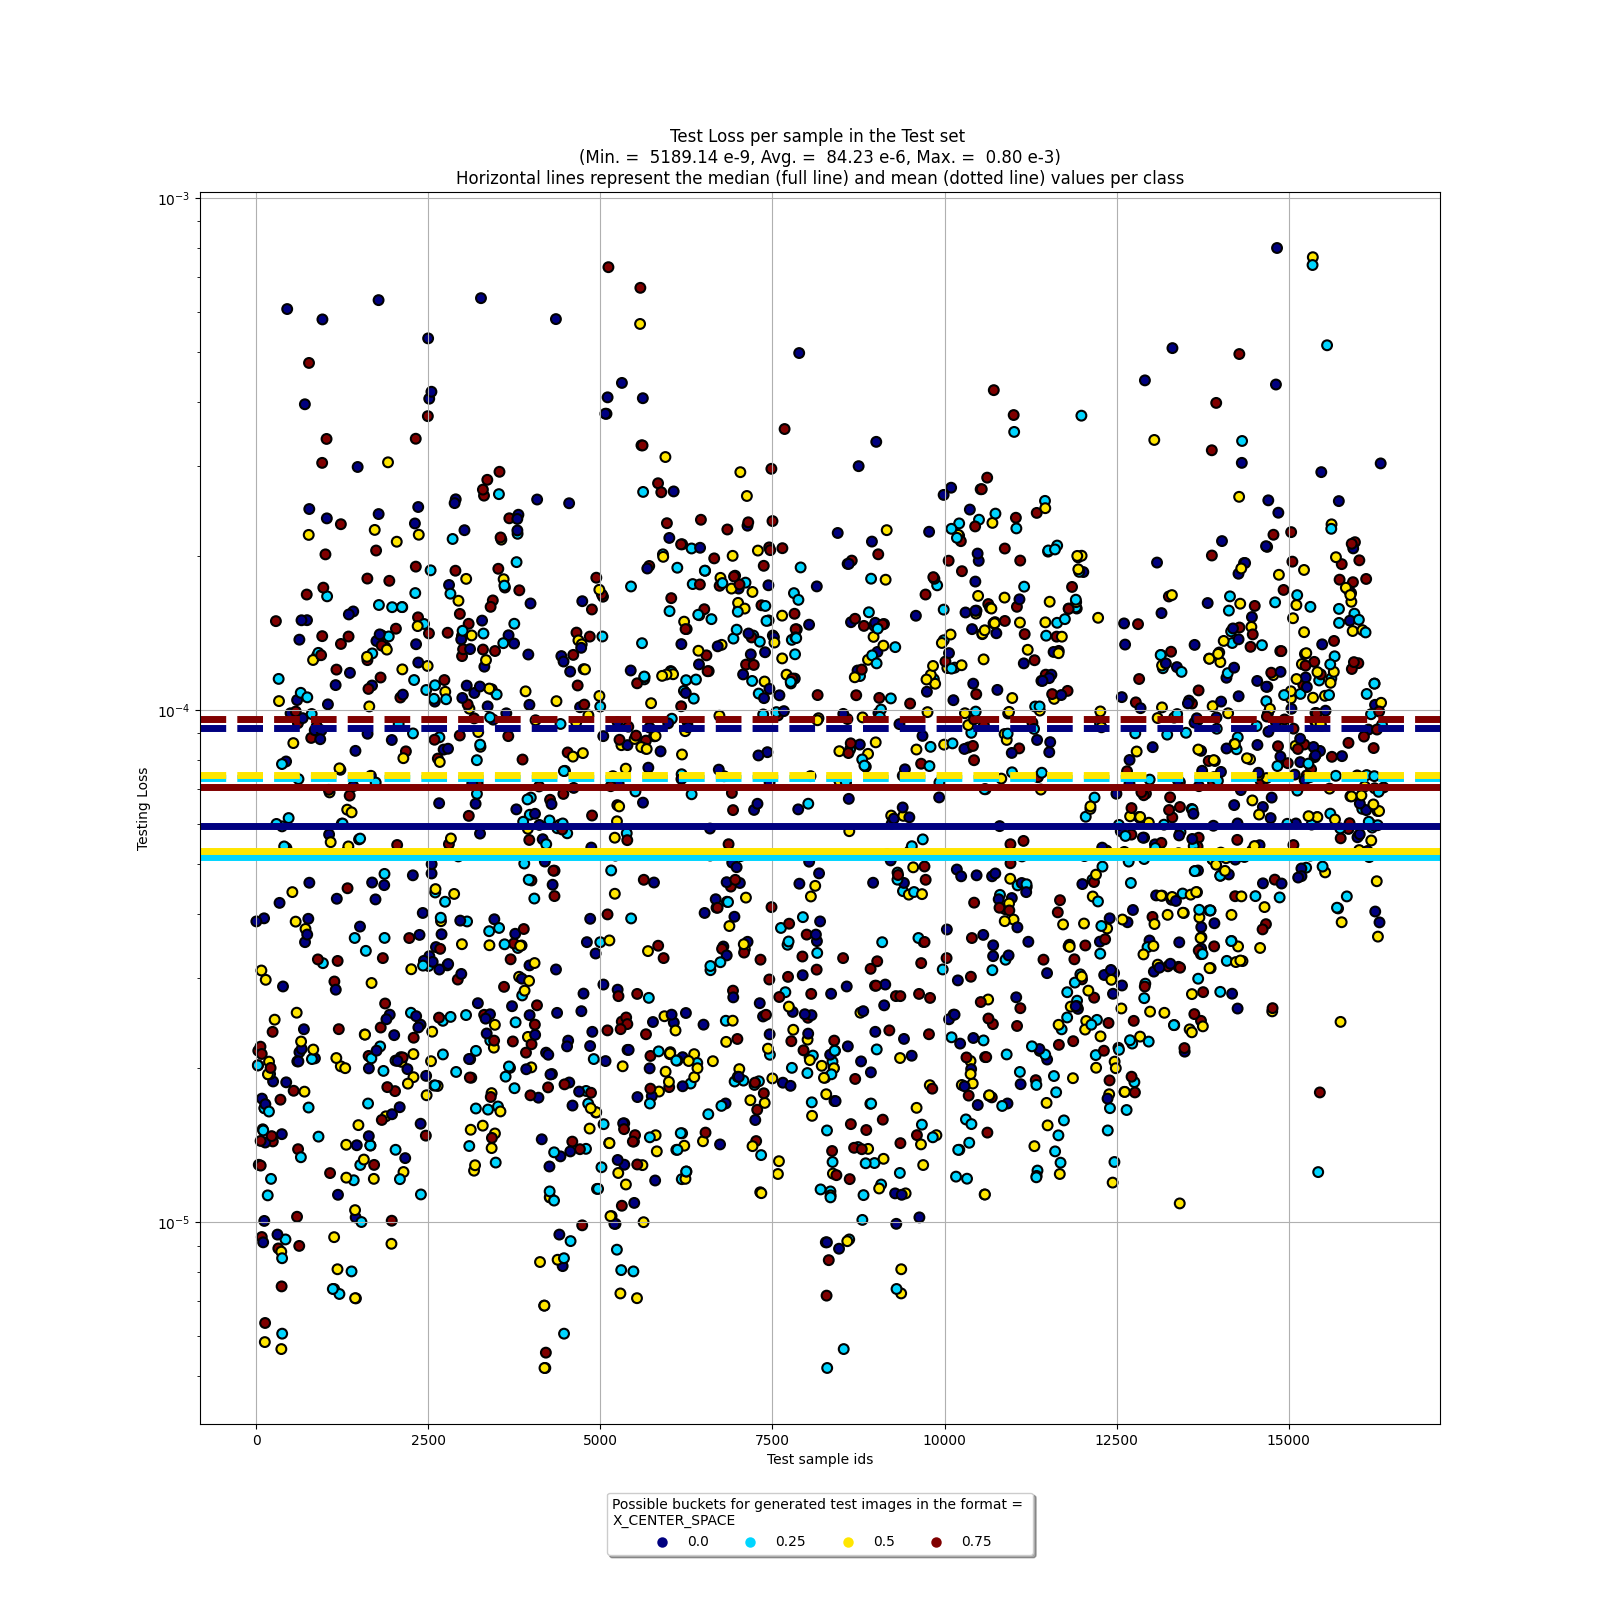 Test Loss per sample in the Test set
(Min. = 5189.14 e-9, Avg. = 84.23 e-6, Max. = 0.80 e-3)
Horizontal lines represent the median (full line) and mean (dotted line) values per class
10⁻³
10⁻⁴
10⁻⁵
Testing Loss
0 2500 5000 7500 10000 12500 15000
Test sample ids
Possible buckets for generated test images in the format =
X_CENTER_SPACE
0.0 0.25 0.5 0.75